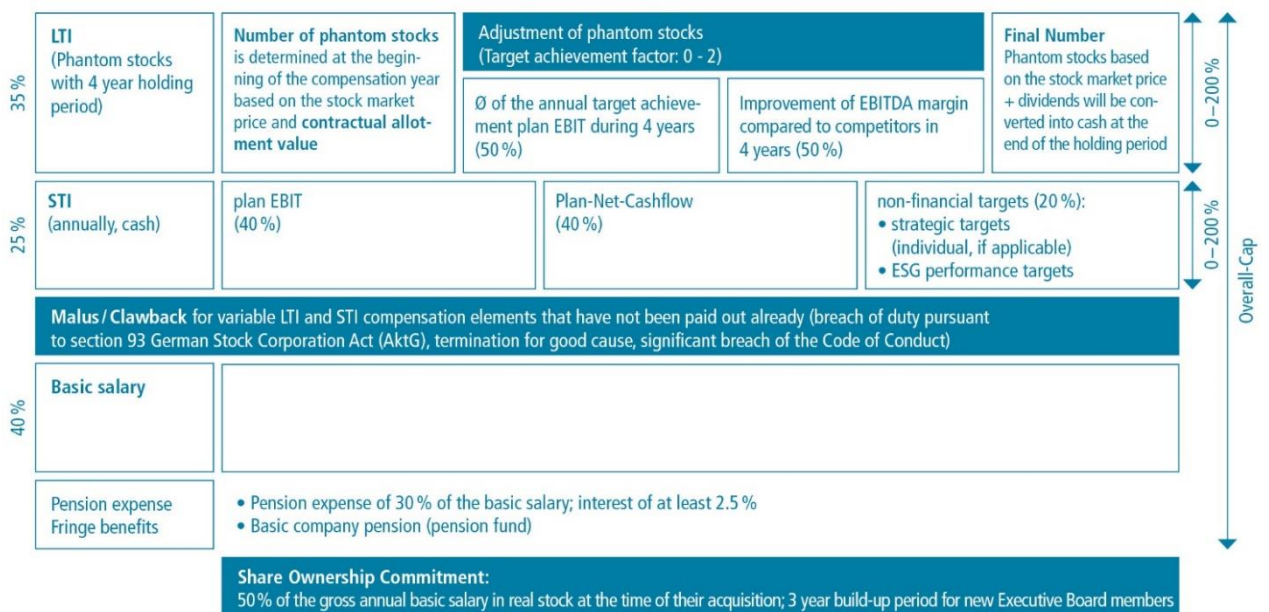 35 %
LTI
(Phantom stocks
with 4 year holding
period)
Number of phantom stocks
is determined at the begin-
ning of the compensation year
based on the stock market
price and contractual allot-
ment value
Adjustment of phantom stocks
(Target achievement factor: 0 - 2)
Ø of the annual target achieve-
ment plan EBIT during 4 years
(50 %)
Improvement of EBITDA margin
compared to competitors in
4 years (50 %)
Final Number
Phantom stocks based
on the stock market price
+ dividends will be con-
verted into cash at the
end of the holding period
0–200 %
25 %
STI
(annually, cash)
plan EBIT
(40 %)
Plan-Net-Cashflow
(40 %)
non-financial targets (20 %):
• strategic targets
(individual, if applicable)
• ESG performance targets
0–200 %
Overall-Cap
Malus / Clawback for variable LTI and STI compensation elements that have not been paid out already (breach of duty pursuant
to section 93 German Stock Corporation Act (AktG), termination for good cause, significant breach of the Code of Conduct)
40 %
Basic salary
Pension expense
Fringe benefits
• Pension expense of 30 % of the basic salary; interest of at least 2.5 %
• Basic company pension (pension fund)
Share Ownership Commitment:
50 % of the gross annual basic salary in real stock at the time of their acquisition; 3 year build-up period for new Executive Board members